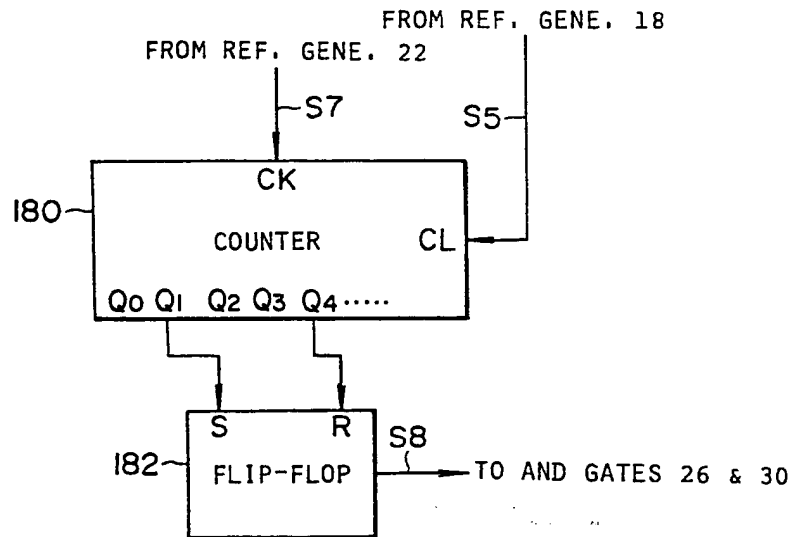 FROM REF. GENE. 18
FROM REF. GENE. 22
S7
S5
CK
180
COUNTER
CL
Q0 Q1 Q2 Q3 Q4 ·····
S R
S8
182
FLIP-FLOP
TO AND GATES 26 & 30